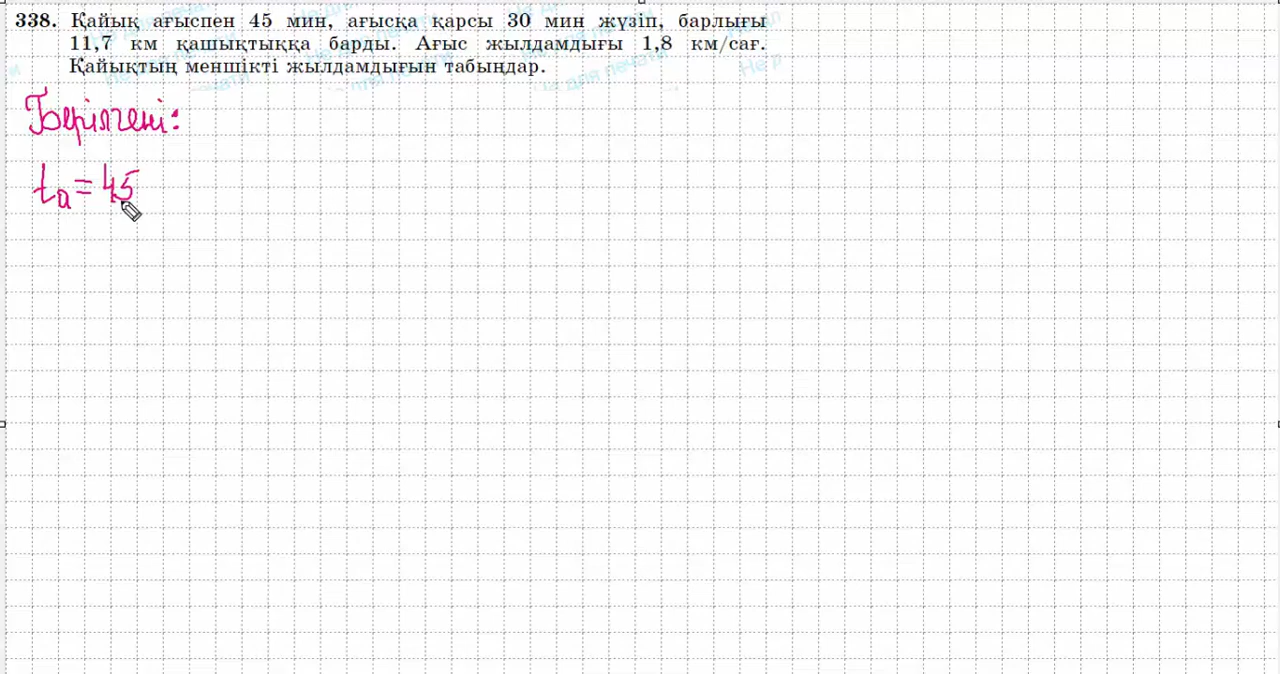 338. Қайық ағыспен 45 мин, ағысқа қарсы 30 мин жүзіп, барлығы
11,7 км қашықтыққа барды. Ағыс жылдамдығы 1,8 км/сағ.
Қайықтың меншікті жылдамдығын табыңдар.
Берілгені:
tа = 45